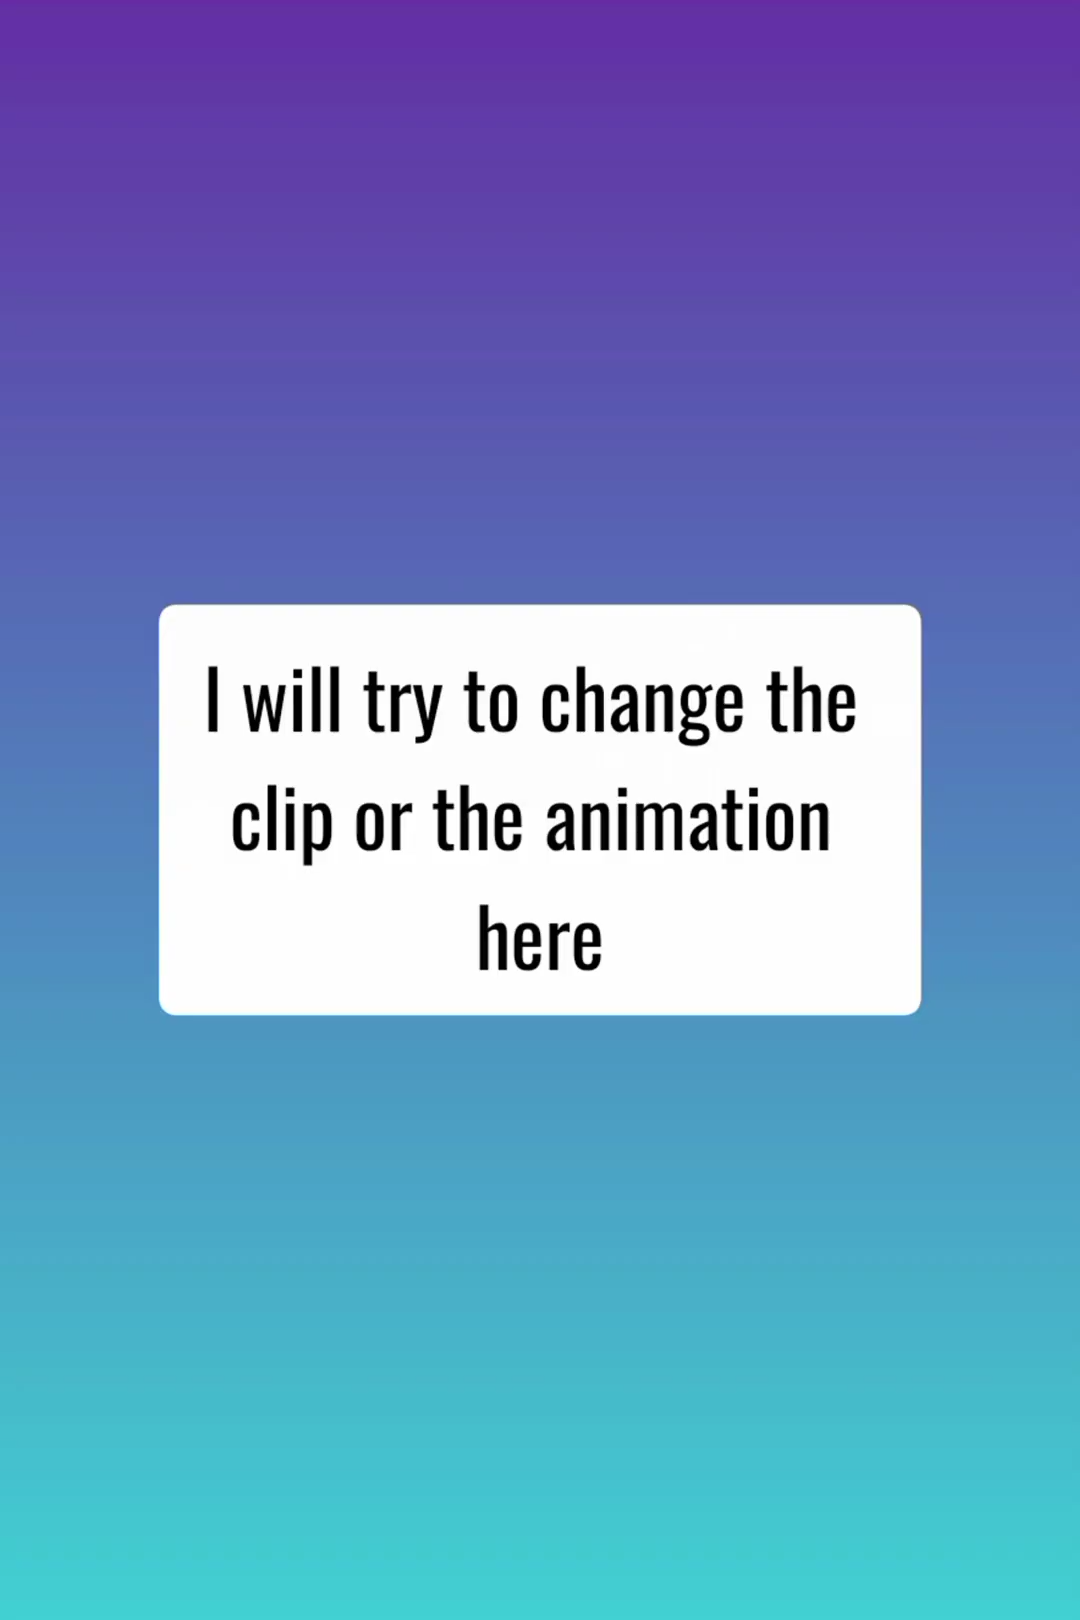 I will try to change the
clip or the animation
here